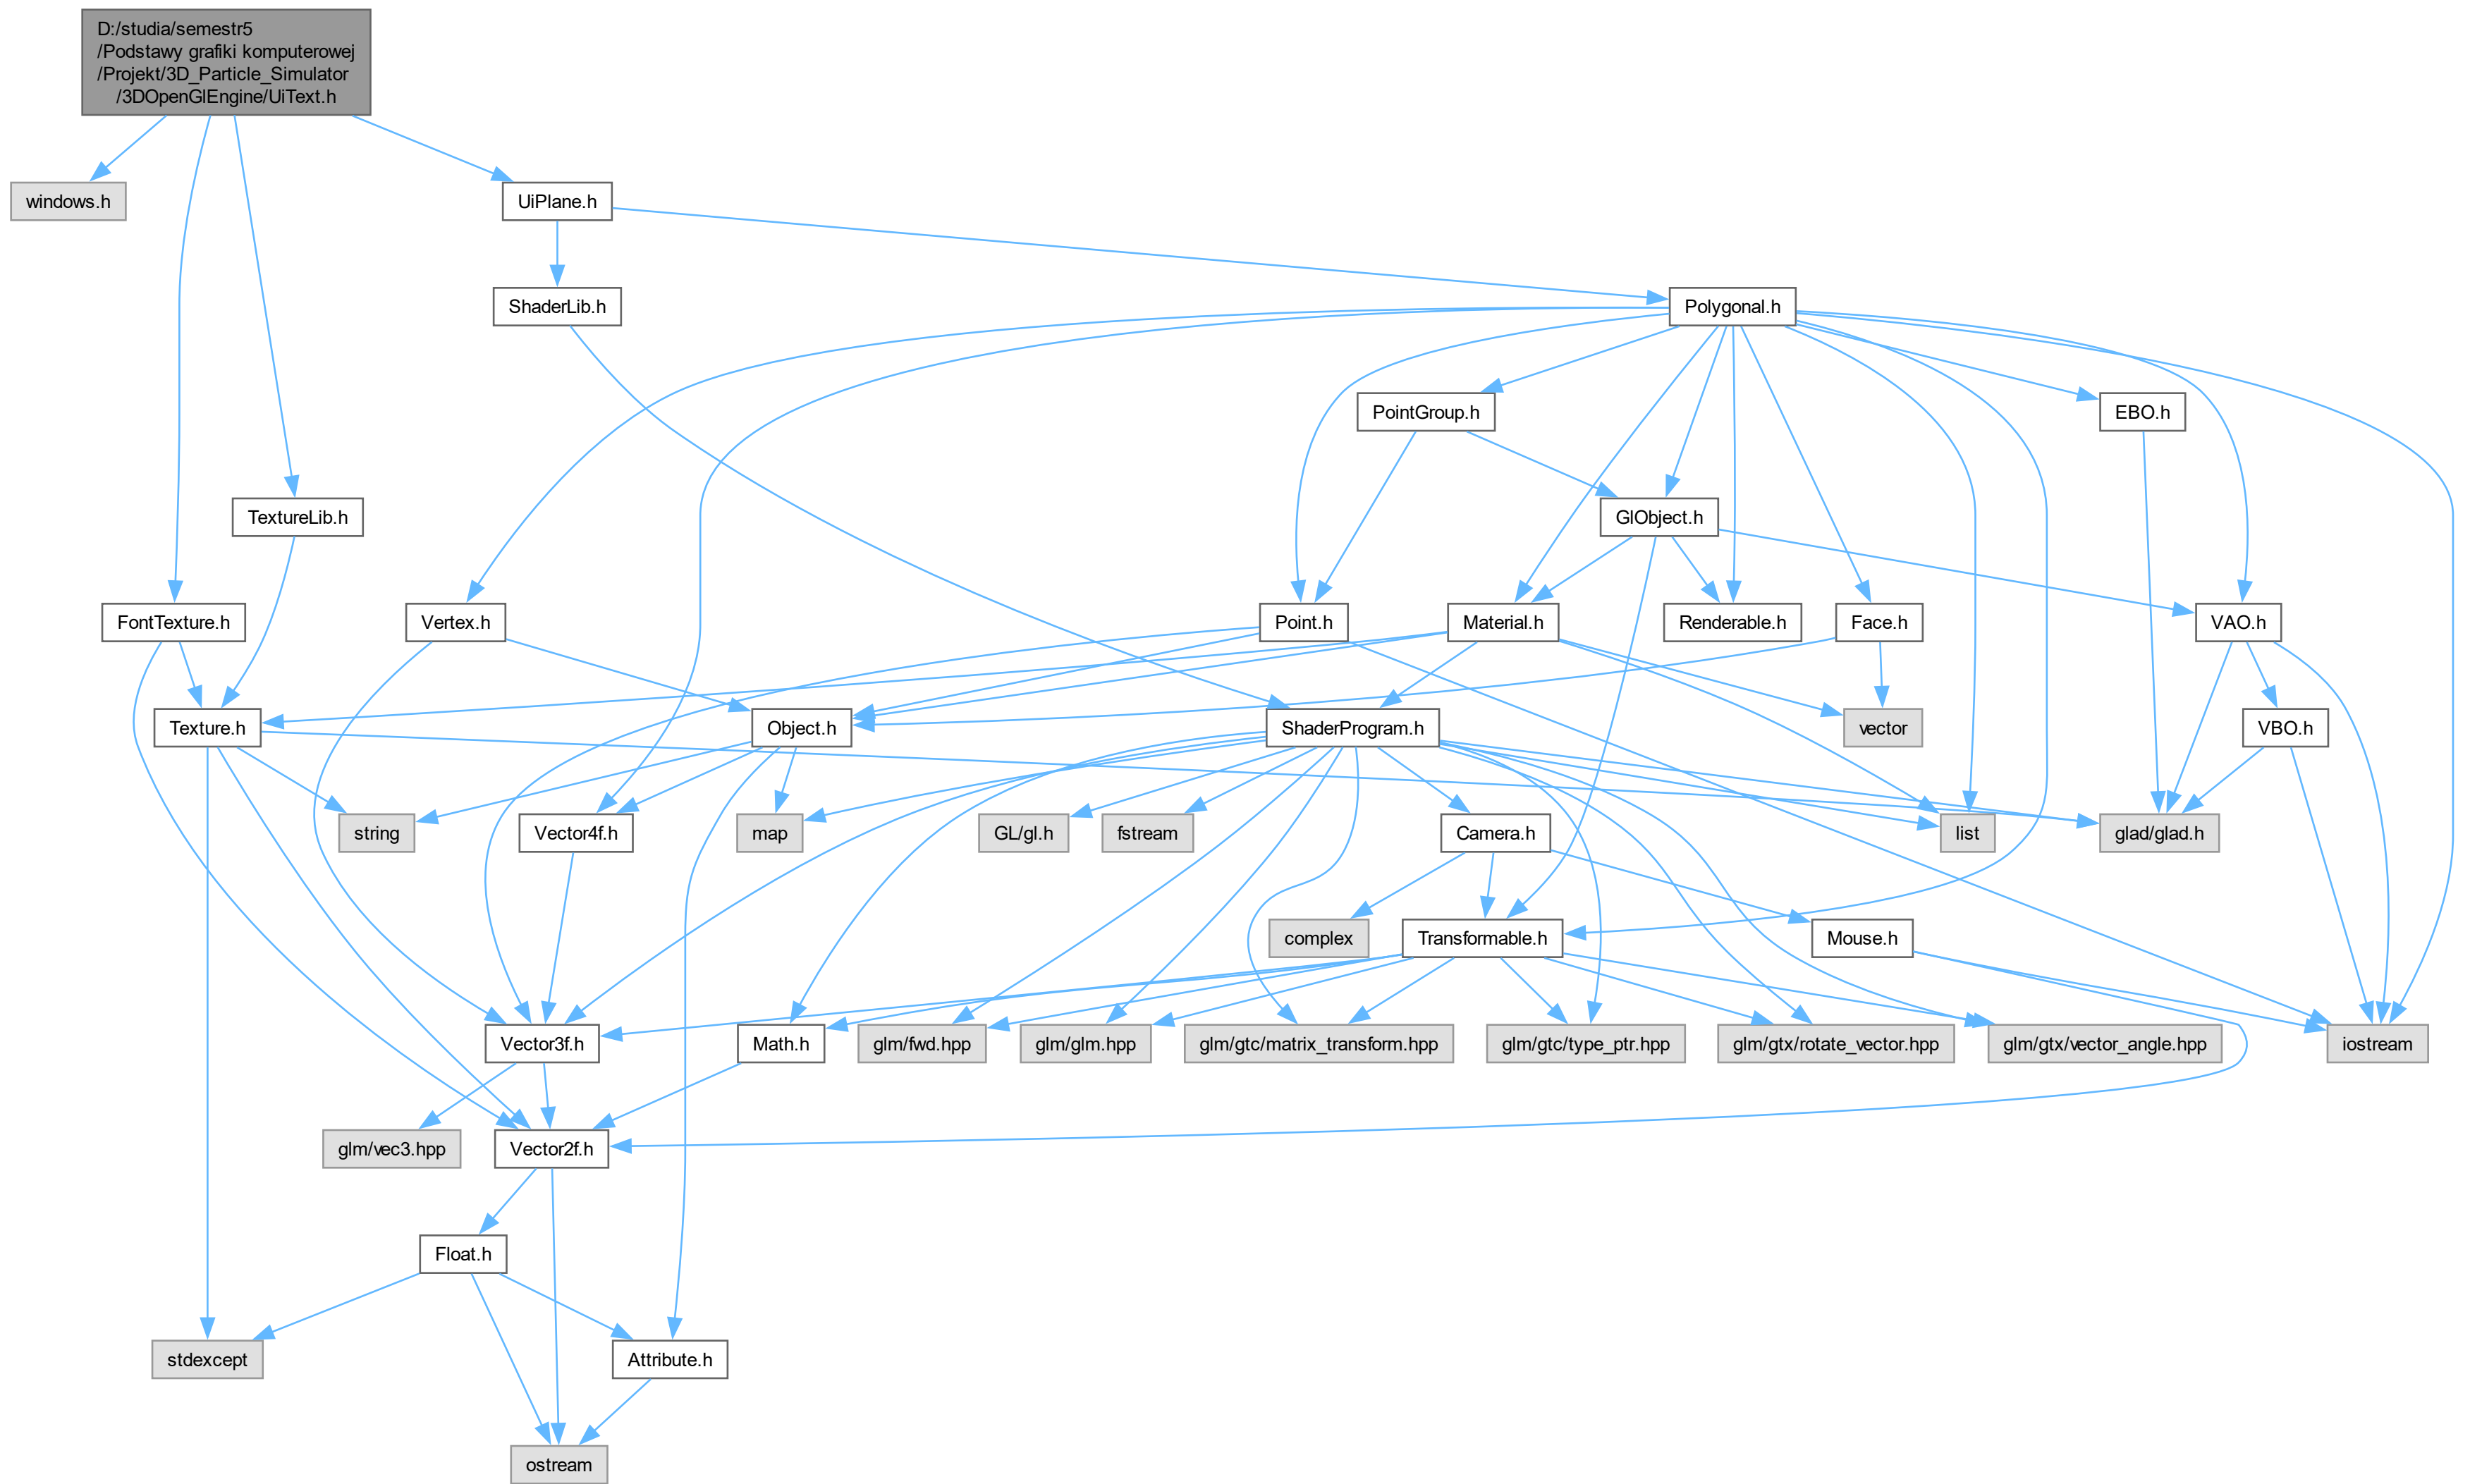 D:/studia/semestr5
/Podstawy grafiki komputerowej
/Projekt/3D_Particle_Simulator
/3DOpenGlEngine/UiText.h
windows.h
UiPlane.h
ShaderLib.h
Polygonal.h
PointGroup.h
EBO.h
TextureLib.h
GlObject.h
FontTexture.h
Vertex.h
Point.h
Material.h
Renderable.h
Face.h
VAO.h
Texture.h
Object.h
ShaderProgram.h
vector
VBO.h
string
Vector4f.h
map
GL/gl.h
fstream
Camera.h
list
glad/glad.h
complex
Transformable.h
Mouse.h
Vector3f.h
Math.h
glm/fwd.hpp
glm/glm.hpp
glm/gtc/matrix_transform.hpp
glm/gtc/type_ptr.hpp
glm/gtx/rotate_vector.hpp
glm/gtx/vector_angle.hpp
iostream
glm/vec3.hpp
Vector2f.h
Float.h
stdexcept
Attribute.h
ostream